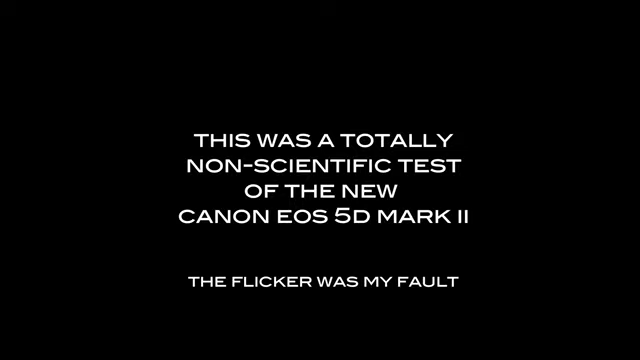 THIS WAS A TOTALLY
NON-SCIENTIFIC TEST
OF THE NEW
CANON EOS 5D MARK II
THE FLICKER WAS MY FAULT